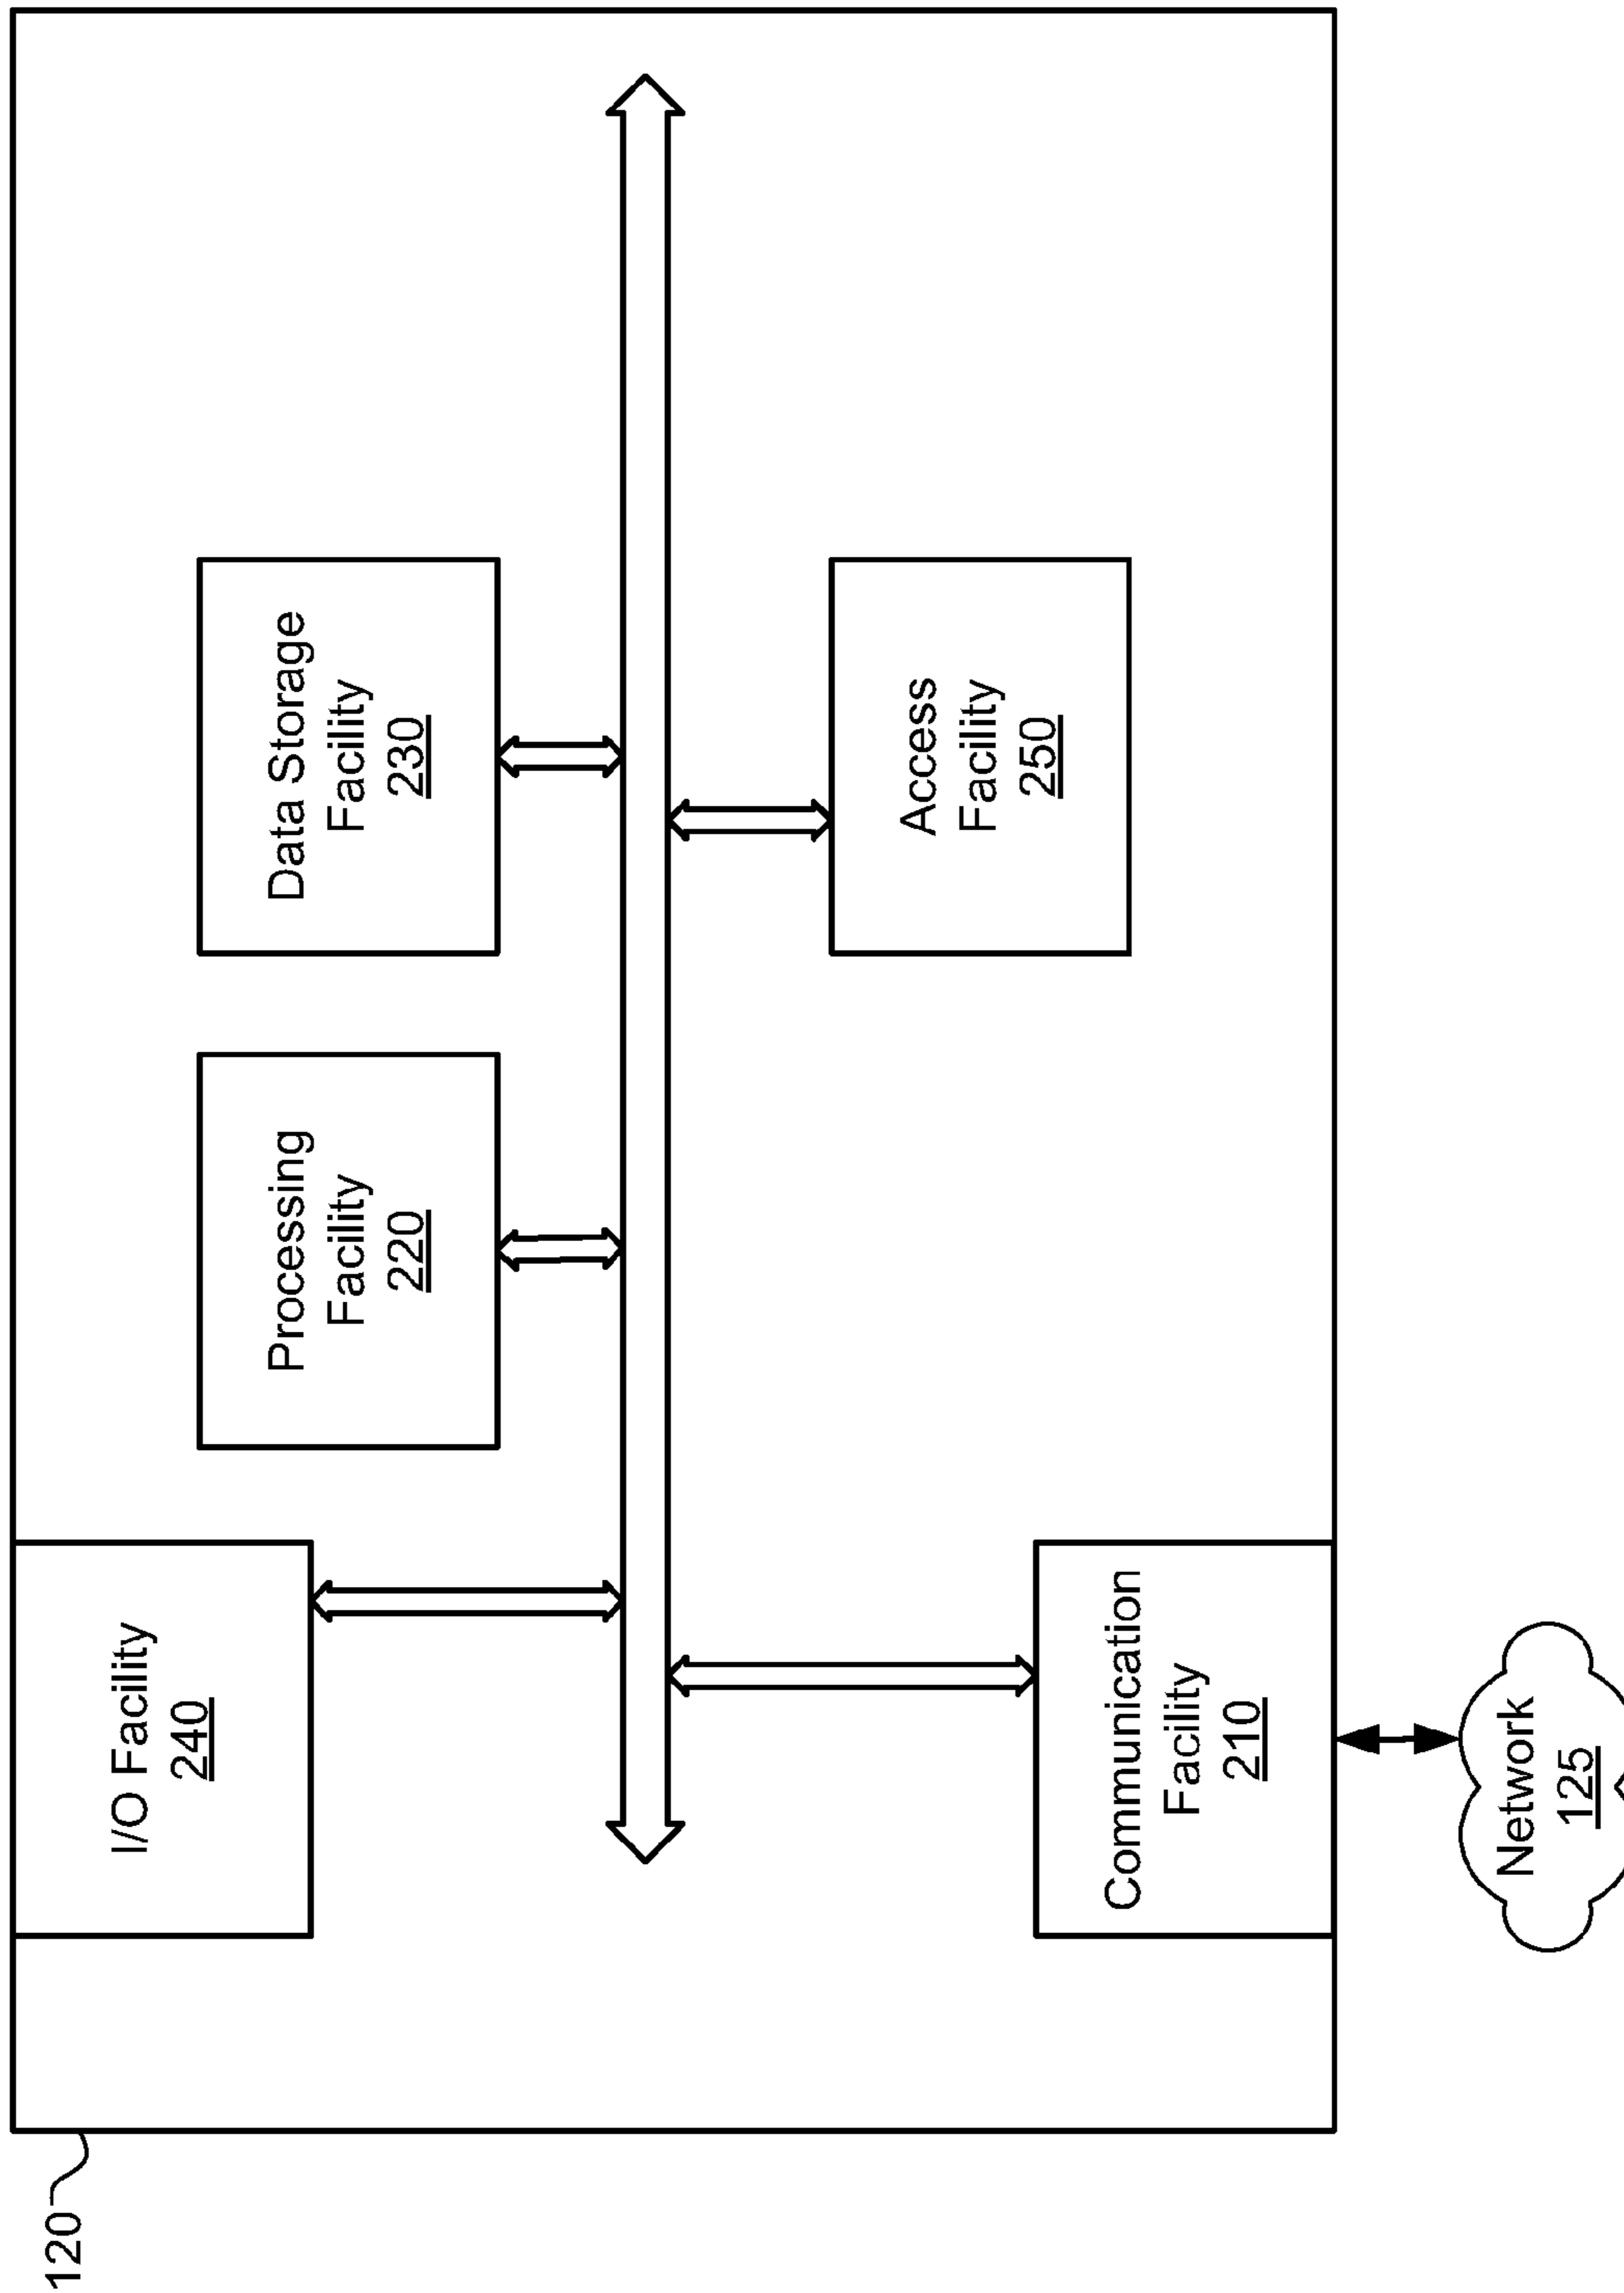 120
I/O Facility
240
Processing
Facility
220
Data Storage
Facility
230
Access
Facility
250
Communication
Facility
210
Network
125